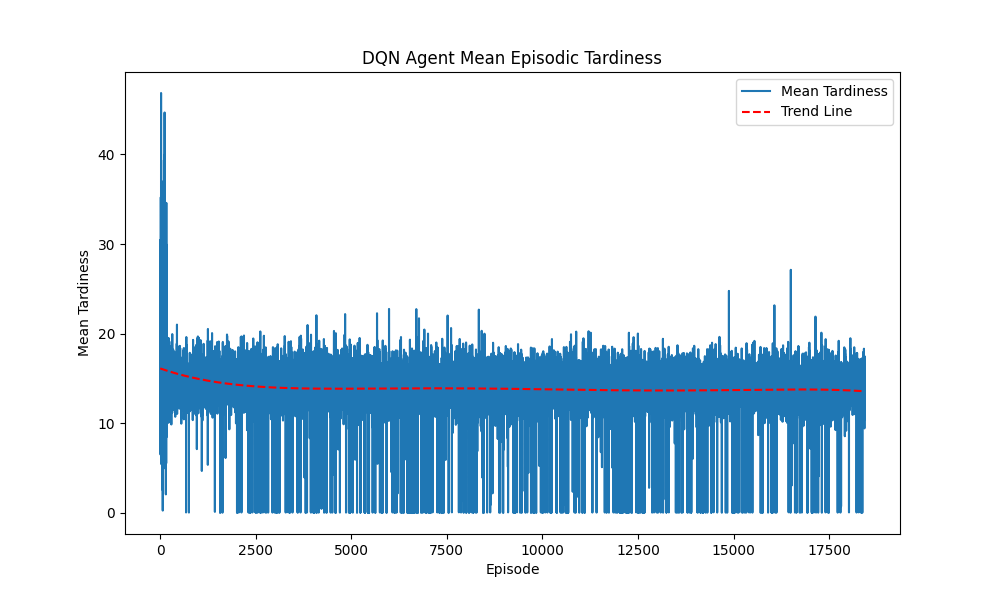 DQN Agent Mean Episodic Tardiness
Mean Tardiness
Trend Line
Mean Tardiness
40
30
20
10
0
0 2500 5000 7500 10000 12500 15000 17500
Episode